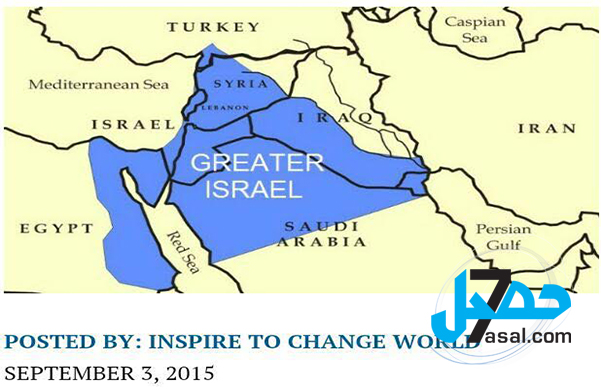 TURKEY
Caspian
Sea
Mediterranean Sea
SYRIA
LEBANON
ISRAEL
IRAQ
IRAN
GREATER
ISRAEL
EGYPT
SAUDI
ARABIA
Red Sea
Persian
Gulf
حصل
7asal.com
POSTED BY: INSPIRE TO CHANGE WORLD
SEPTEMBER 3, 2015